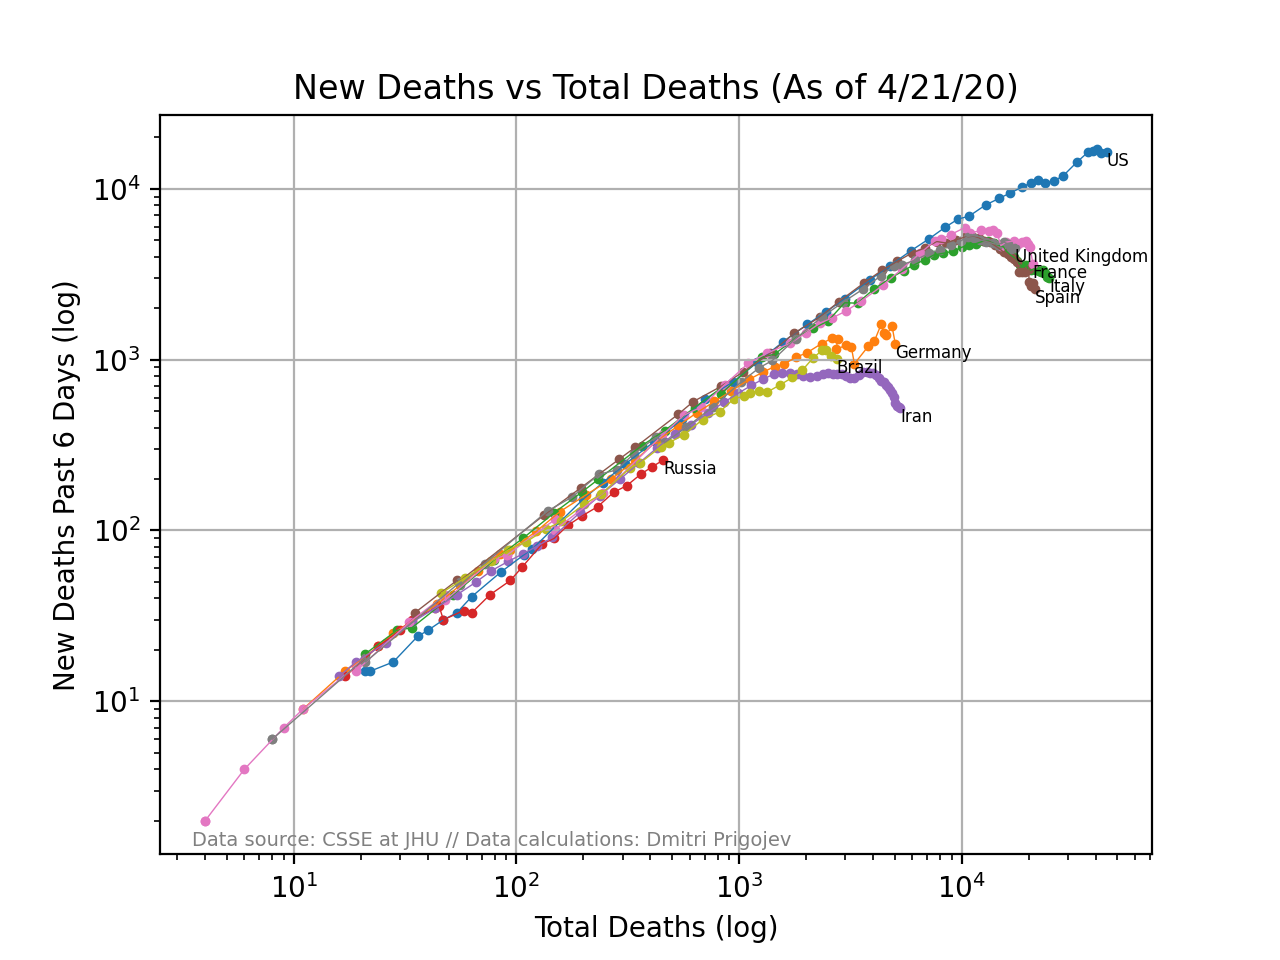 New Deaths vs Total Deaths (As of 4/21/20)
New Deaths Past 6 Days (log)
10⁴
10³
10²
10¹
US
United Kingdom
France
Italy
Spain
Germany
Brazil
Iran
Russia
Data source: CSSE at JHU // Data calculations: Dmitri Prigojev
10¹ 10² 10³ 10⁴
Total Deaths (log)